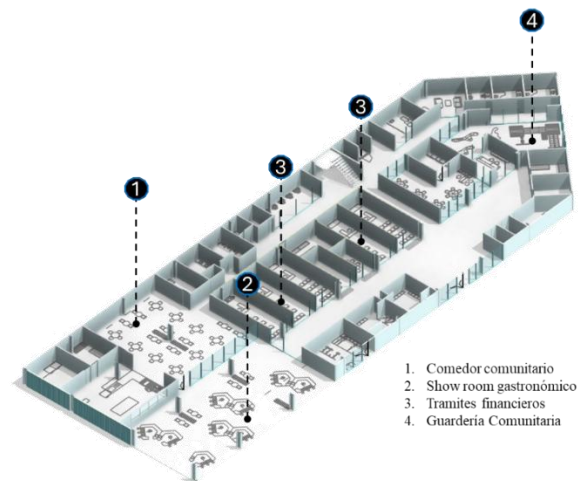 4
3
3
1
2
1. Comedor comunitario
2. Show room gastronómico
3. Tramites financieros
4. Guardería Comunitaria